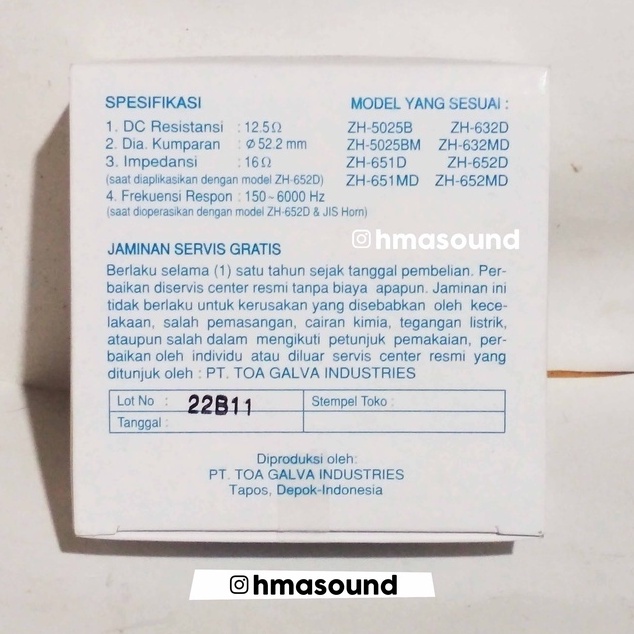 SPESIFIKASI
1. DC Resistansi : 12.5Ω
2. Dia. Kumparan : Ø 52.2 mm
3. Impedansi : 16Ω
(saat diaplikasikan dengan model ZH-652D)
4. Frekuensi Respon : 150~6000 Hz
(saat dioperasikan dengan model ZH-652D & JIS Horn)
MODEL YANG SESUAI :
ZH-5025B ZH-632D
ZH-5025BM ZH-632MD
ZH-651D ZH-652D
ZH-651MD ZH-652MD
hmasound
JAMINAN SERVIS GRATIS
Berlaku selama (1) satu tahun sejak tanggal pembelian. Per-
baikan diservis center resmi tanpa biaya apapun. Jaminan ini
tidak berlaku untuk kerusakan yang disebabkan oleh kece-
lakaan, salah pemasangan, cairan kimia, tegangan listrik,
ataupun salah dalam mengikuti petunjuk pemakaian, per-
baikan oleh individu atau diluar servis center resmi yang
ditunjuk oleh : PT. TOA GALVA INDUSTRIES
Lot No : 22B11 Stempel Toko :
Tanggal :
Diproduksi oleh:
PT. TOA GALVA INDUSTRIES
Tapos, Depok-Indonesia
hmasound